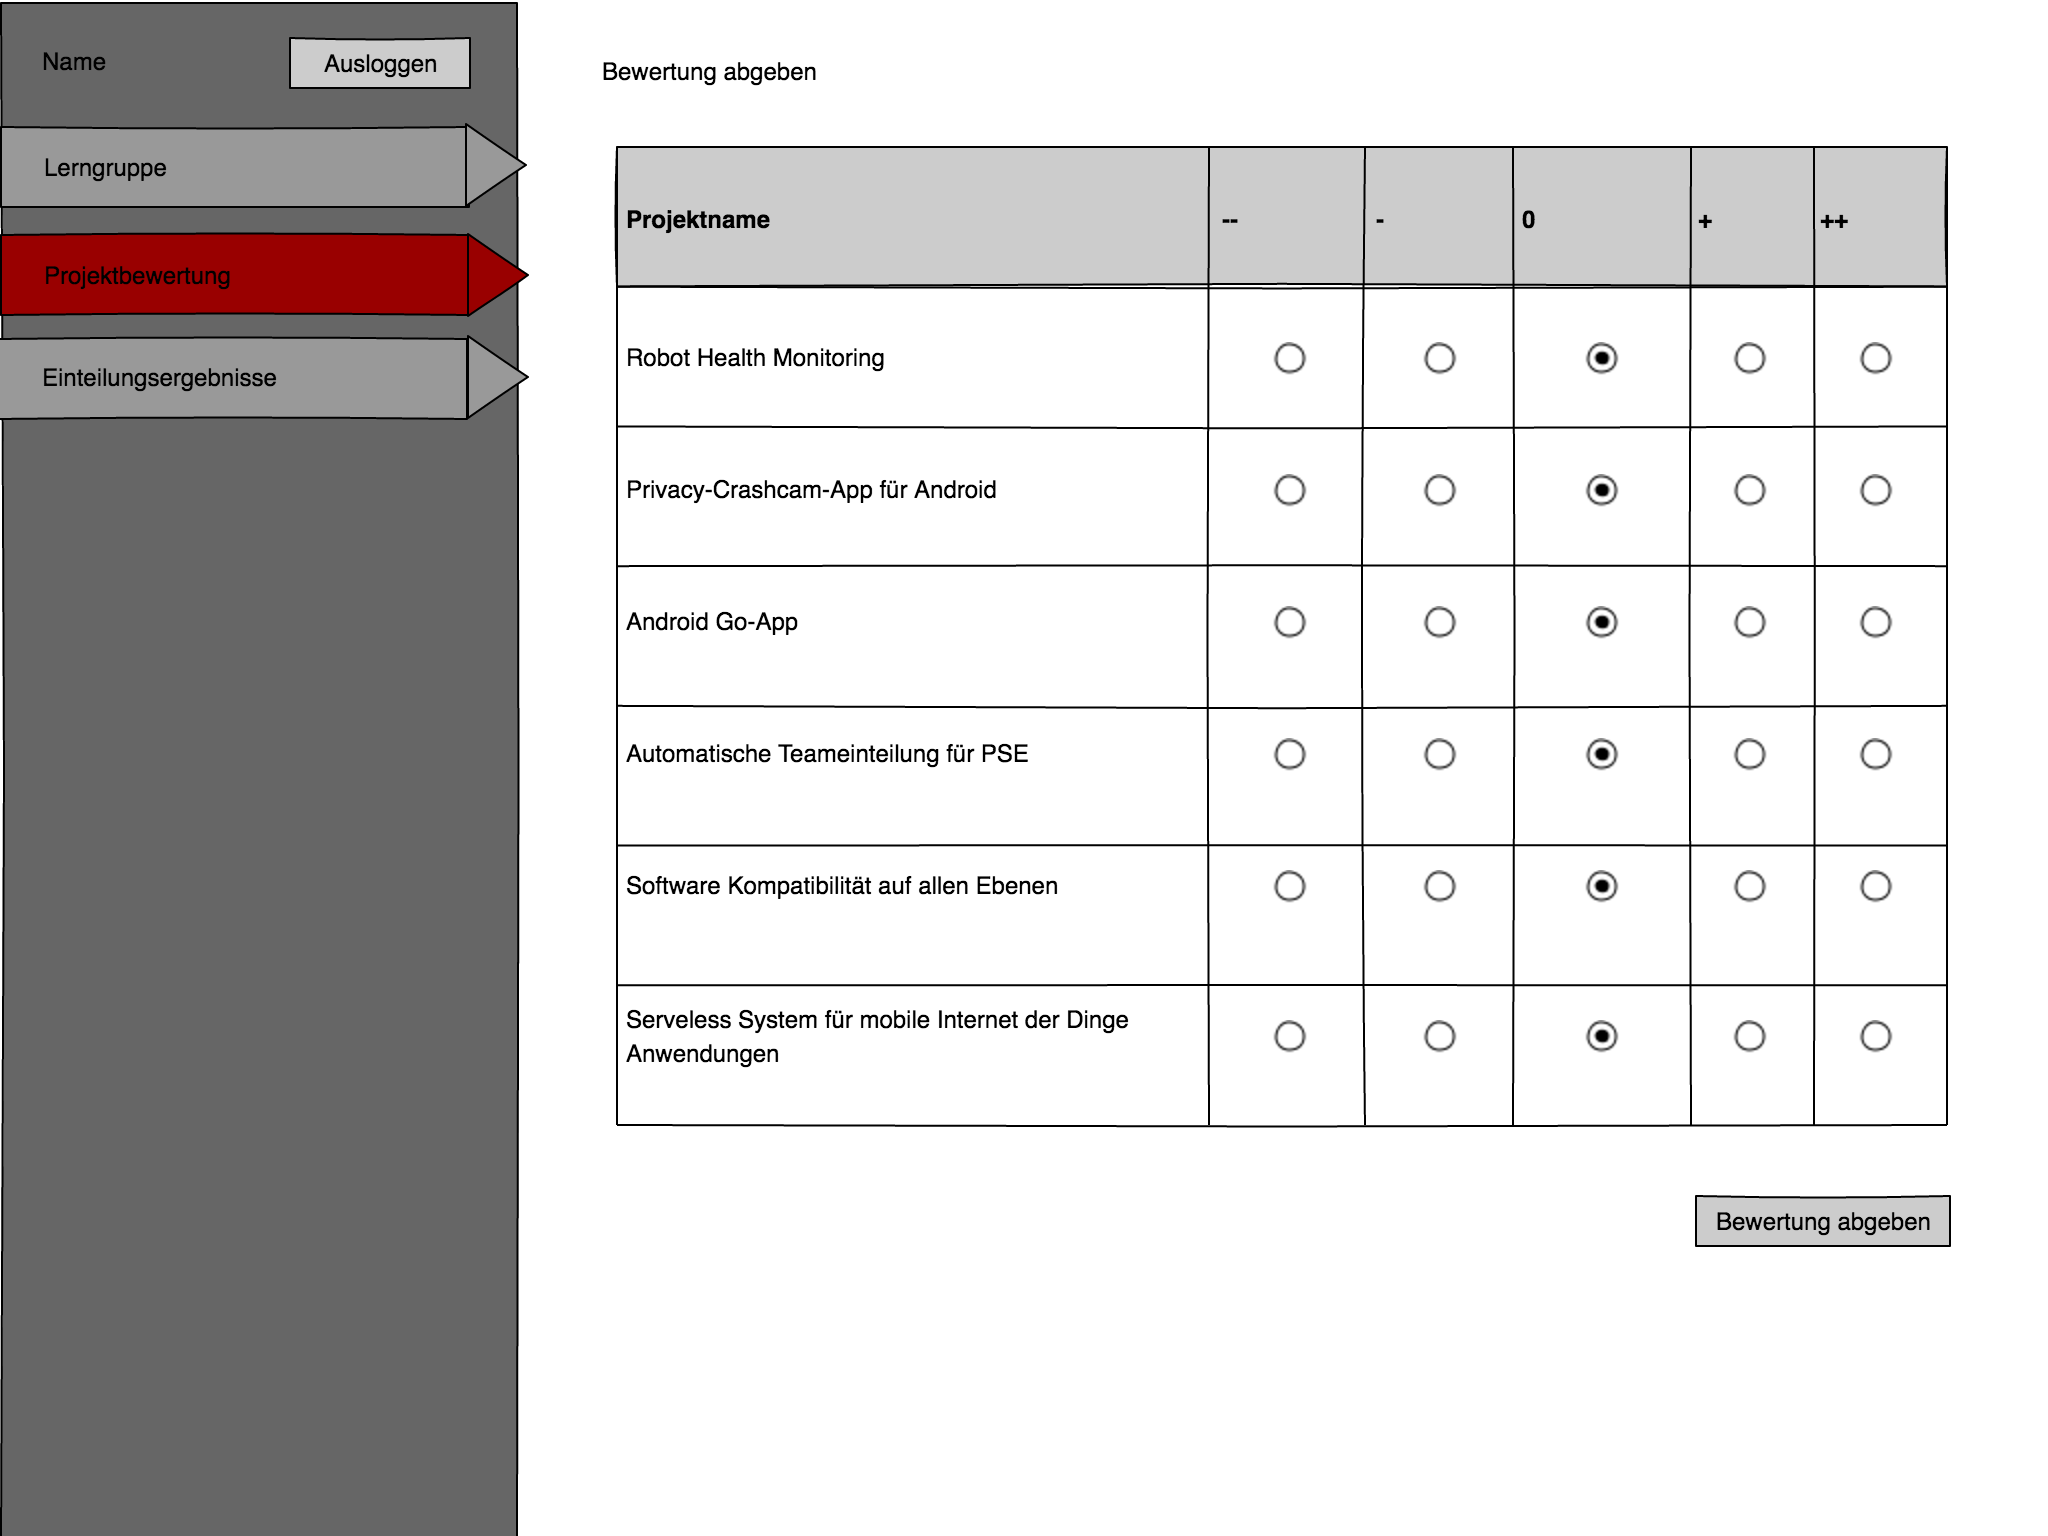 Name
Ausloggen
Lerngruppe
Projektbewertung
Einteilungsergebnisse
Bewertung abgeben
Projektname -- - 0 + ++
Robot Health Monitoring
Privacy-Crashcam-App für Android
Android Go-App
Automatische Teameinteilung für PSE
Software Kompatibilität auf allen Ebenen
Serveless System für mobile Internet der Dinge
Anwendungen
Bewertung abgeben